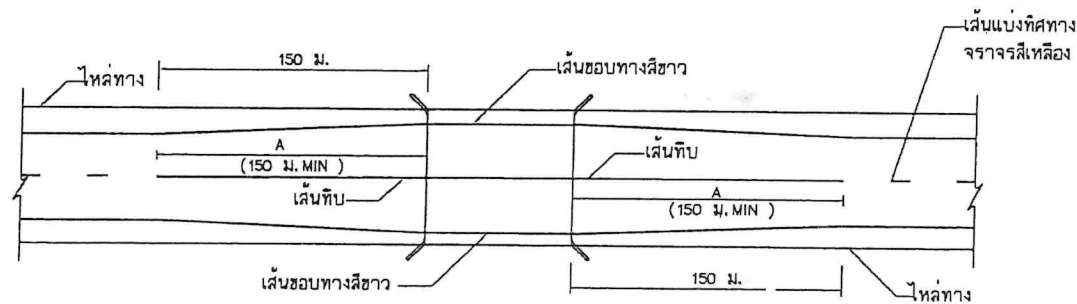 เส้นแบ่งทิศทาง
จราจรสีเหลือง
150 ม.
ไหล่ทาง
เส้นขอบทางสีขาว
A
(150 ม. MIN )
เส้นทึบ
เส้นทึบ
A
(150 ม. MIN )
เส้นขอบทางสีขาว
150 ม.
ไหล่ทาง